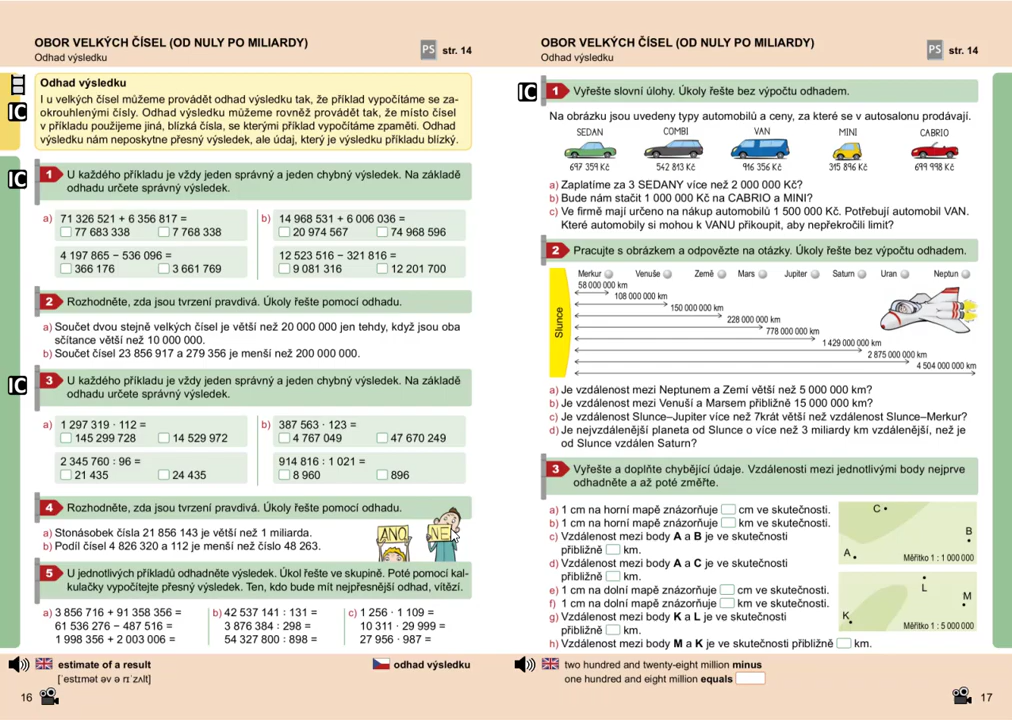 OBOR VELKÝCH ČÍSEL (OD NULY PO MILIARDY)
Odhad výsledku
PS str. 14
Odhad výsledku
I u velkých čísel můžeme provádět odhad výsledku tak, že příklad vypočítáme se za-
okrouhlenými čísly. Odhad výsledku můžeme rovněž provádět tak, že místo čísel
v příkladu použijeme jiná, blízká čísla, se kterými příklad vypočítáme zpaměti. Odhad
výsledku nám neposkytne přesný výsledek, ale údaj, který je výsledku příkladu blízký.
IC
IC
1 U každého příkladu je vždy jeden správný a jeden chybný výsledek. Na základě
odhadu určete správný výsledek.
a) 71 326 521 + 6 356 817 =
77 683 338 7 768 338
4 197 865 − 536 096 =
366 176 3 661 769
b) 14 968 531 + 6 006 036 =
20 974 567 74 968 596
12 523 516 − 321 816 =
9 081 316 12 201 700
2 Rozhodněte, zda jsou tvrzení pravdivá. Úkoly řešte pomocí odhadu.
a) Součet dvou stejně velkých čísel je větší než 20 000 000 jen tehdy, když jsou oba
sčítance větší než 10 000 000.
b) Součet čísel 23 856 917 a 279 356 je menší než 200 000 000.
IC
3 U každého příkladu je vždy jeden správný a jeden chybný výsledek. Na základě
odhadu určete správný výsledek.
a) 1 297 319 · 112 =
145 299 728 14 529 972
2 345 760 : 96 =
21 435 24 435
b) 387 563 · 123 =
4 767 049 47 670 249
914 816 : 1 021 =
8 960 896
4 Rozhodněte, zda jsou tvrzení pravdivá. Úkoly řešte pomocí odhadu.
a) Stonásobek čísla 21 856 143 je větší než 1 miliarda.
b) Podíl čísel 4 826 320 a 112 je menší než číslo 48 263.
ANO NE
5 U jednotlivých příkladů odhadněte výsledek. Úkol řešte ve skupině. Poté pomocí kal-
kulačky vypočítejte přesný výsledek. Ten, kdo bude mít nejpřesnější odhad, vítězí.
a) 3 856 716 + 91 358 356 =
61 536 276 − 487 516 =
1 998 356 + 2 003 006 =
b) 42 537 141 : 131 =
3 876 384 : 298 =
54 327 800 : 898 =
c) 1 256 · 1 109 =
10 311 · 29 999 =
27 956 · 987 =
estimate of a result
[ˈestɪmət əv ə rɪˈzʌlt]
odhad výsledku
16
OBOR VELKÝCH ČÍSEL (OD NULY PO MILIARDY)
Odhad výsledku
PS str. 14
IC
1 Vyřešte slovní úlohy. Úkoly řešte bez výpočtu odhadem.
Na obrázku jsou uvedeny typy automobilů a ceny, za které se v autosalonu prodávají.
SEDAN COMBI VAN MINI CABRIO
697 359 Kč 542 813 Kč 916 356 Kč 315 896 Kč 699 998 Kč
a) Zaplatíme za 3 SEDANY více než 2 000 000 Kč?
b) Bude nám stačit 1 000 000 Kč na CABRIO a MINI?
c) Ve firmě mají určeno na nákup automobilů 1 500 000 Kč. Potřebují automobil VAN.
Které automobily si mohou k VANU přikoupit, aby nepřekročili limit?
2 Pracujte s obrázkem a odpovězte na otázky. Úkoly řešte bez výpočtu odhadem.
Merkur Venuše Země Mars Jupiter Saturn Uran Neptun
Slunce
58 000 000 km
108 000 000 km
150 000 000 km
228 000 000 km
778 000 000 km
1 429 000 000 km
2 875 000 000 km
4 504 000 000 km
a) Je vzdálenost mezi Neptunem a Zemí větší než 5 000 000 km?
b) Je vzdálenost mezi Venuší a Marsem přibližně 15 000 000 km?
c) Je vzdálenost Slunce–Jupiter více než 7krát větší než vzdálenost Slunce–Merkur?
d) Je nejvzdálenější planeta od Slunce o více než 3 miliardy km vzdálenější, než je
od Slunce vzdálen Saturn?
3 Vyřešte a doplňte chybějící údaje. Vzdálenosti mezi jednotlivými body nejprve
odhadněte a až poté změřte.
a) 1 cm na horní mapě znázorňuje cm ve skutečnosti.
b) 1 cm na horní mapě znázorňuje km ve skutečnosti.
c) Vzdálenost mezi body A a B je ve skutečnosti
přibližně km.
d) Vzdálenost mezi body A a C je ve skutečnosti
přibližně km.
e) 1 cm na dolní mapě znázorňuje cm ve skutečnosti.
f) 1 cm na dolní mapě znázorňuje km ve skutečnosti.
g) Vzdálenost mezi body K a L je ve skutečnosti
přibližně km.
h) Vzdálenost mezi body M a K je ve skutečnosti přibližně km.
C
B
A
Měřítko 1 : 1 000 000
L
M
K
Měřítko 1 : 5 000 000
two hundred and twenty-eight million minus
one hundred and eight million equals
17